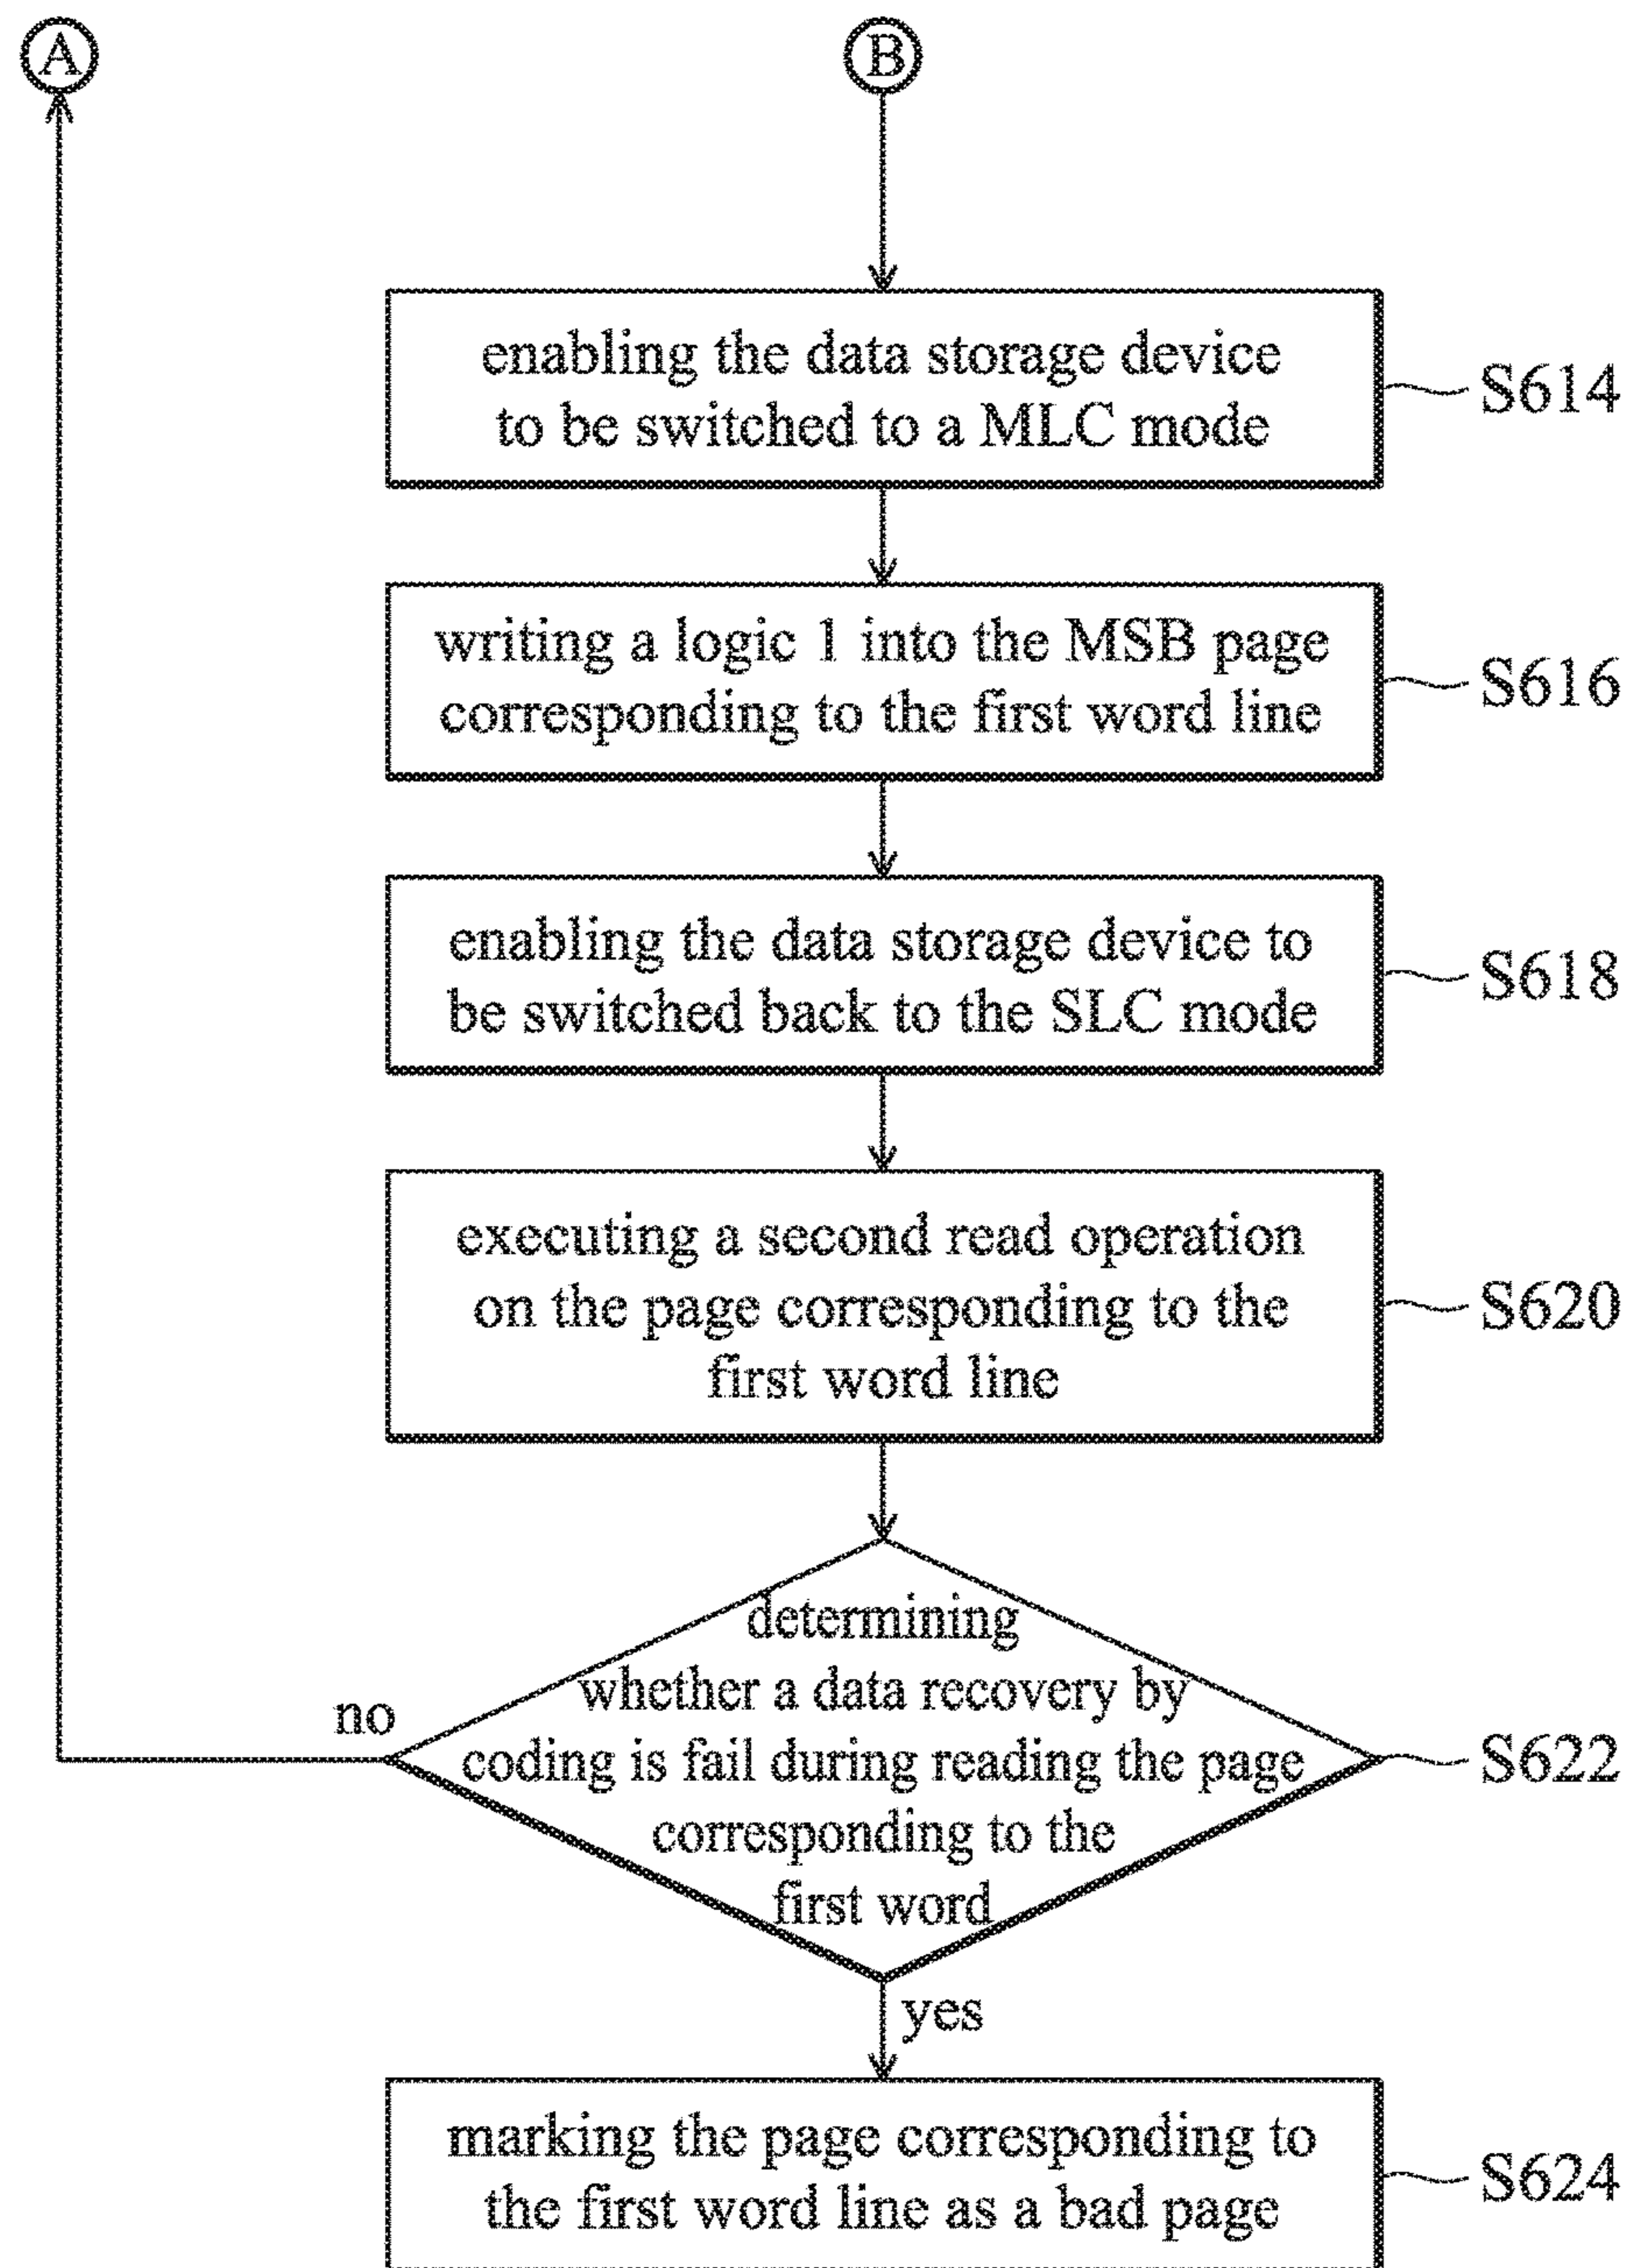 A
B
enabling the data storage device
to be switched to a MLC mode
S614
writing a logic 1 into the MSB page
corresponding to the first word line
S616
enabling the data storage device to
be switched back to the SLC mode
S618
executing a second read operation
on the page corresponding to the
first word line
S620
determining
whether a data recovery by
coding is fail during reading the page
corresponding to the
first word
S622
no
yes
marking the page corresponding to
the first word line as a bad page
S624